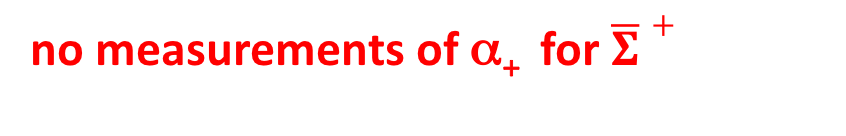 no measurements of α₊ for Σ̅ ⁺